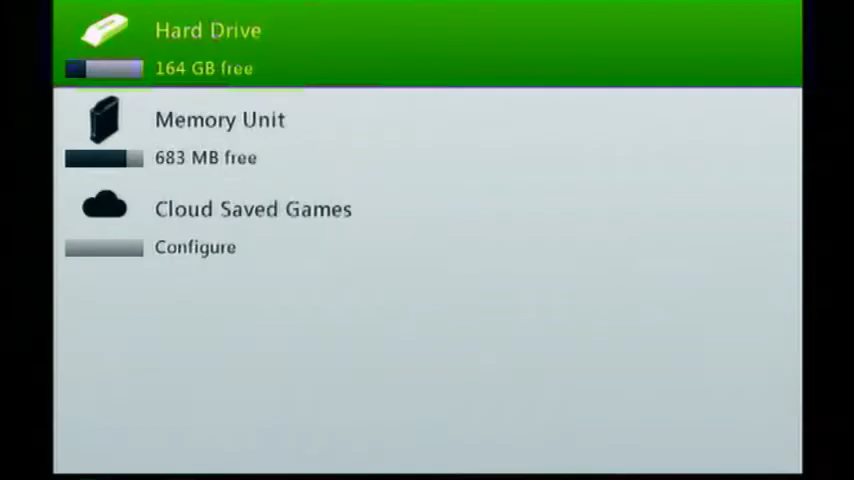 Hard Drive
164 GB free
Memory Unit
683 MB free
Cloud Saved Games
Configure